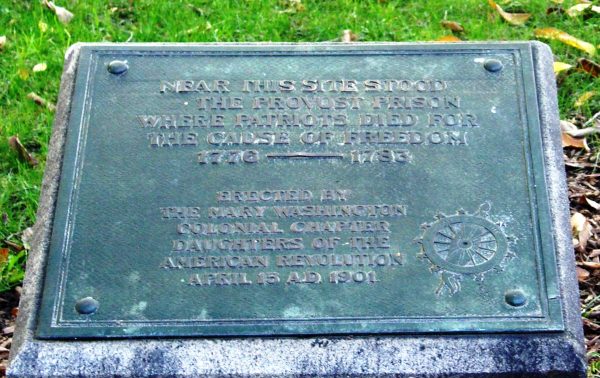 NEAR THIS SITE STOOD
THE PROVOST PRISON
WHERE PATRIOTS DIED FOR
THE CAUSE OF FREEDOM
1776 — 1783
ERECTED BY
THE MARY WASHINGTON
COLONIAL CHAPTER
DAUGHTERS OF THE
AMERICAN REVOLUTION
APRIL 15 A.D. 1901